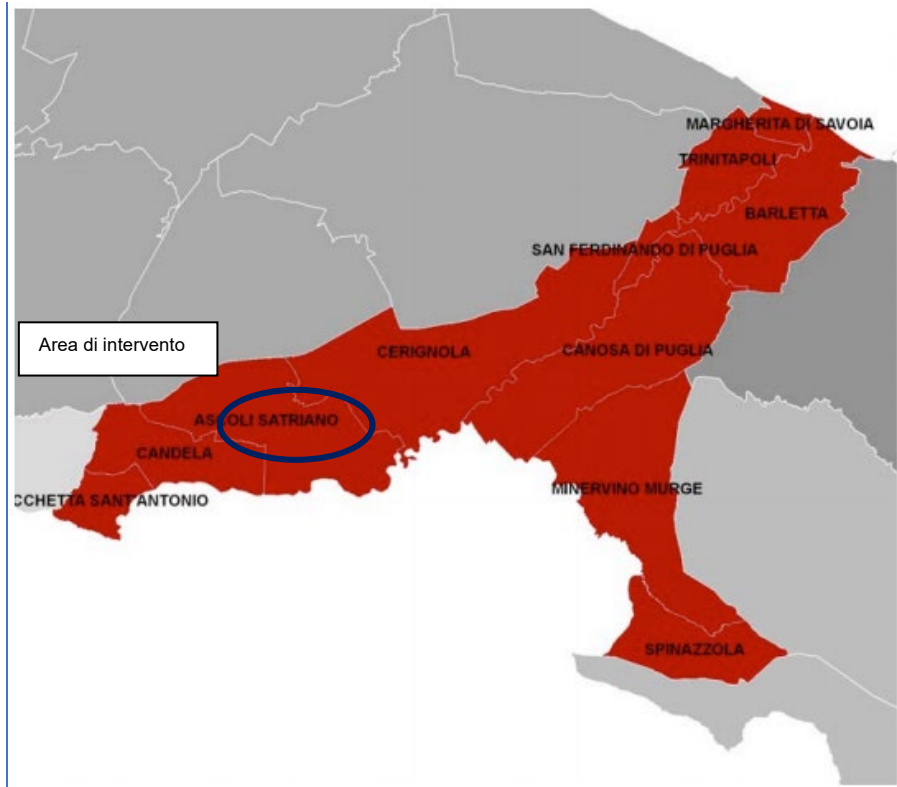 MARGHERITA DI SAVOIA
TRINITAPOLI
BARLETTA
SAN FERDINANDO DI PUGLIA
Area di intervento
CERIGNOLA
CANOSA DI PUGLIA
ASCOLI SATRIANO
CANDELA
MINERVINO MURGE
CCHETTA SANT'ANTONIO
SPINAZZOLA